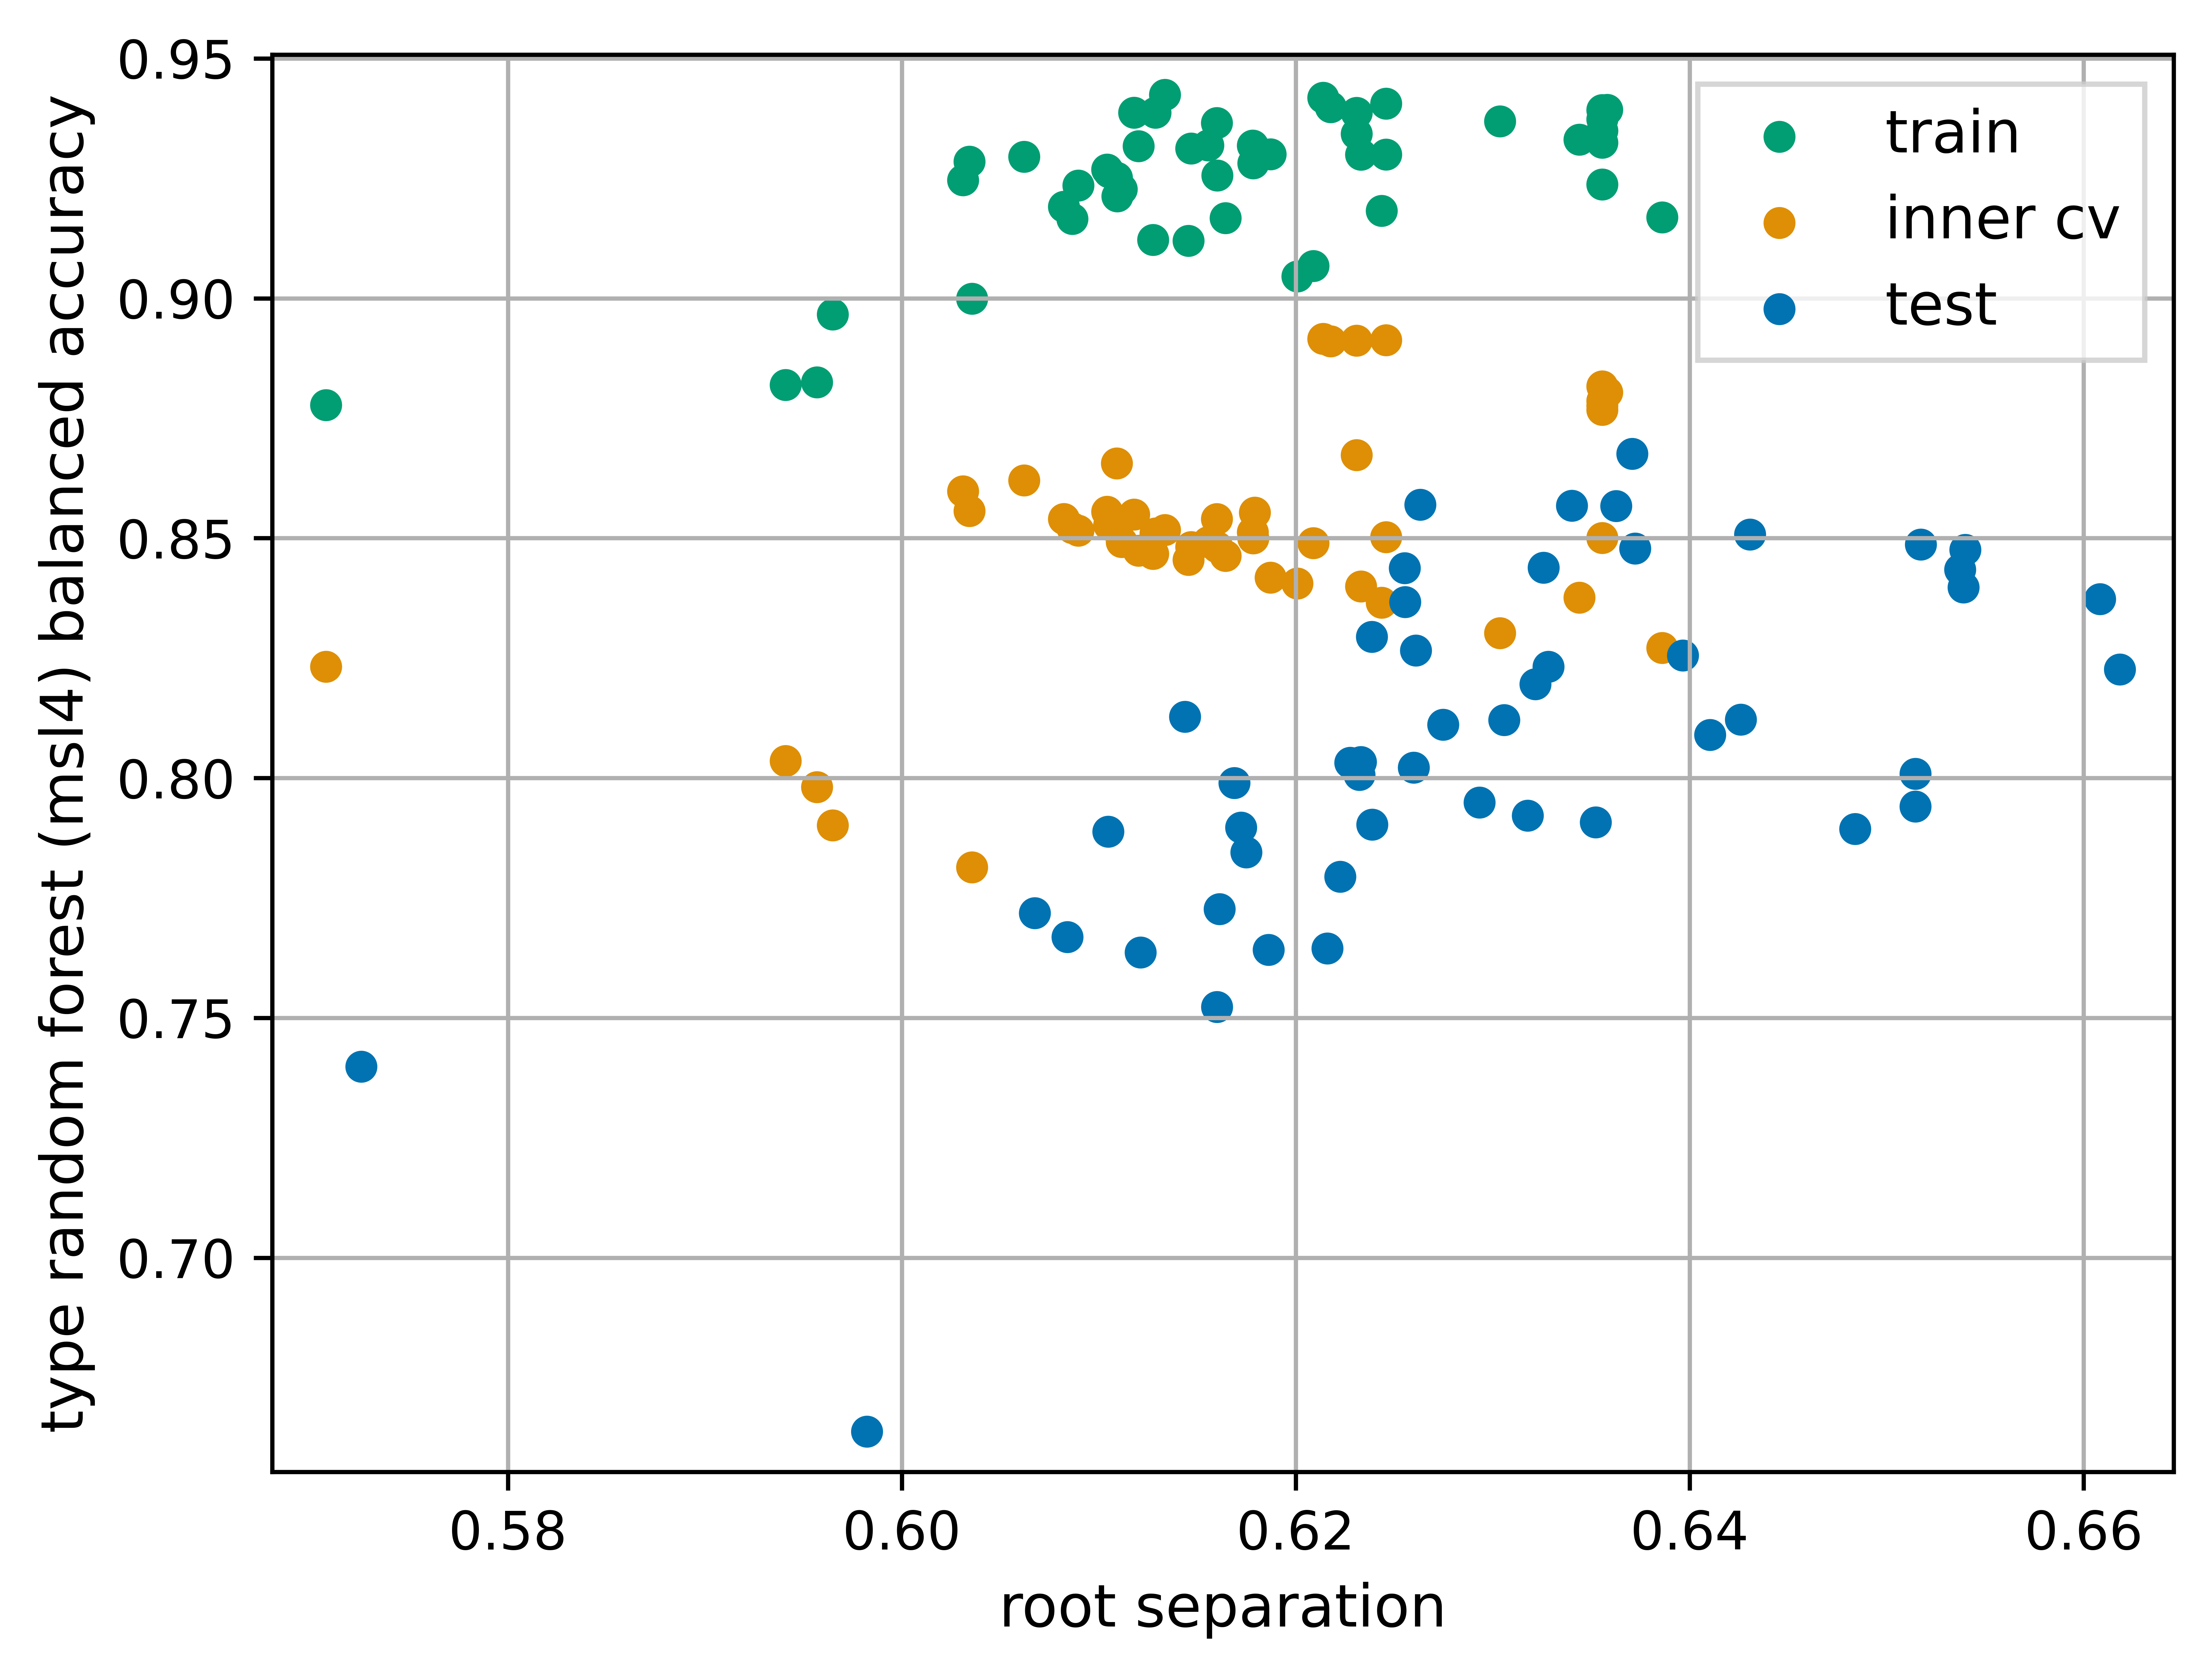 type random forest (msl4) balanced accuracy
0.95
0.90
0.85
0.80
0.75
0.70
train
inner cv
test
0.58
0.60
0.62
0.64
0.66
root separation